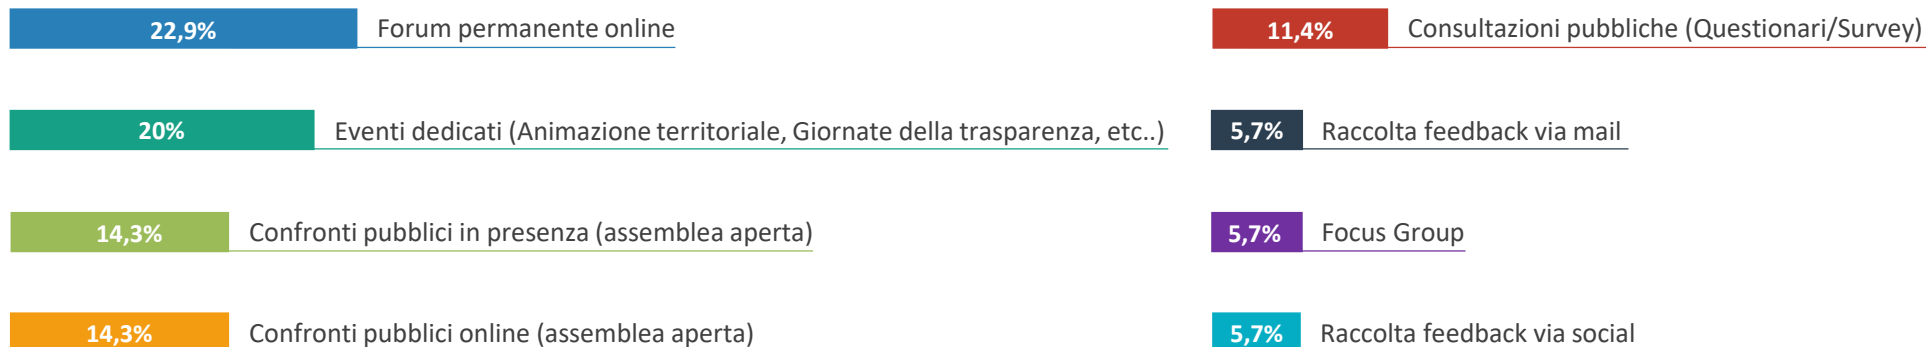 22,9% Forum permanente online
20% Eventi dedicati (Animazione territoriale, Giornate della trasparenza, etc..)
14,3% Confronti pubblici in presenza (assemblea aperta)
14,3% Confronti pubblici online (assemblea aperta)
11,4% Consultazioni pubbliche (Questionari/Survey)
5,7% Raccolta feedback via mail
5,7% Focus Group
5,7% Raccolta feedback via social